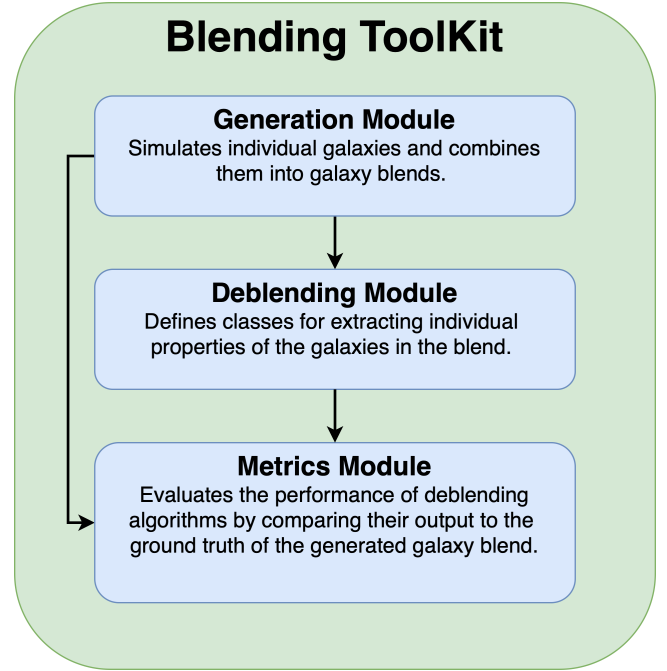 Blending ToolKit
Generation Module
Simulates individual galaxies and combines
them into galaxy blends.
Deblending Module
Defines classes for extracting individual
properties of the galaxies in the blend.
Metrics Module
Evaluates the performance of deblending
algorithms by comparing their output to the
ground truth of the generated galaxy blend.